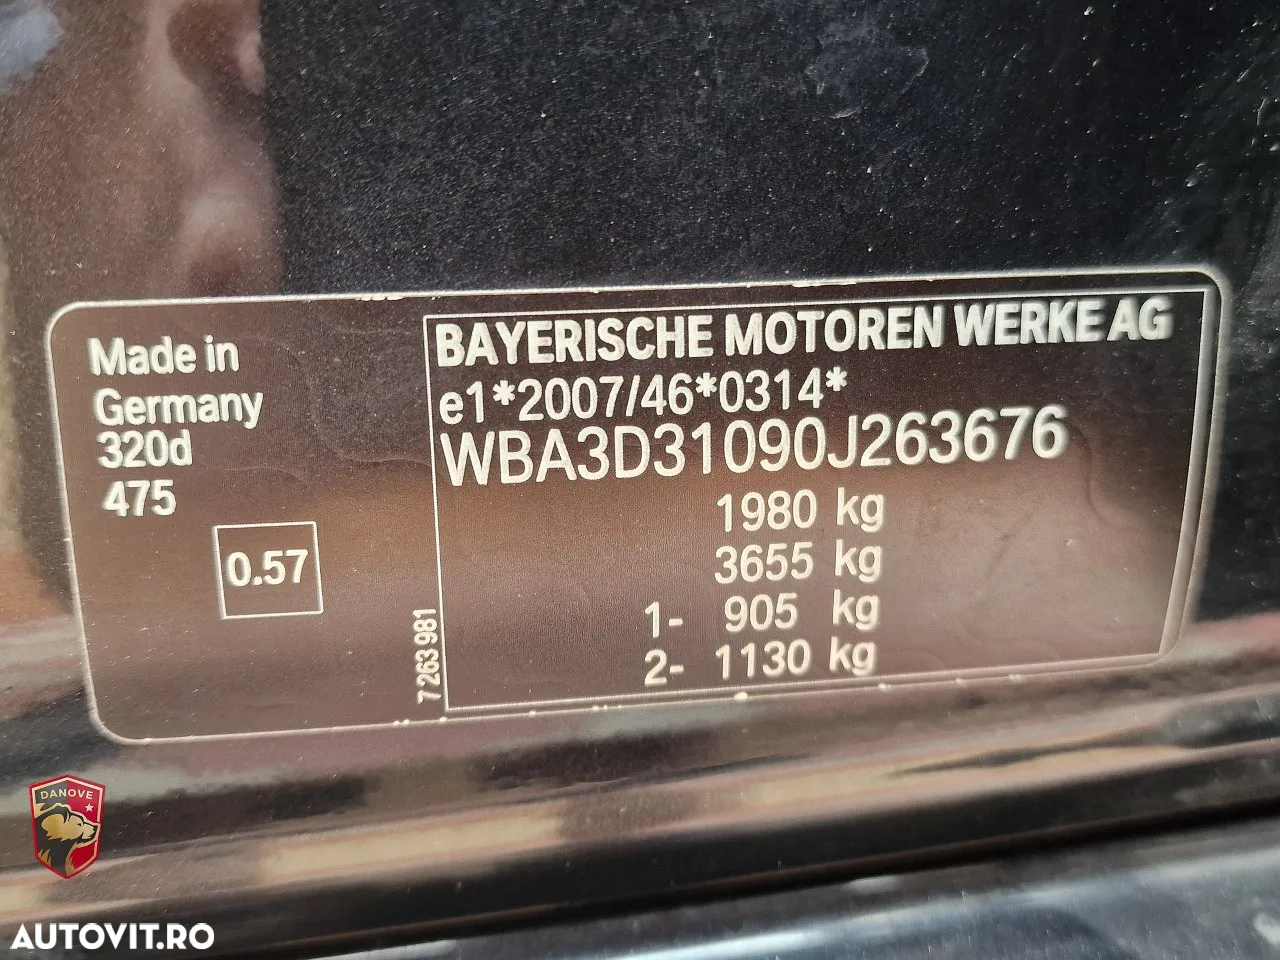 Made in
Germany
320d
475
0.57
7 263 981
BAYERISCHE MOTOREN WERKE AG
e1*2007/46*0314*
WBA3D31090J263676
1980 kg
3655 kg
1- 905 kg
2- 1130 kg
DANOVE
AUTOVIT.RO